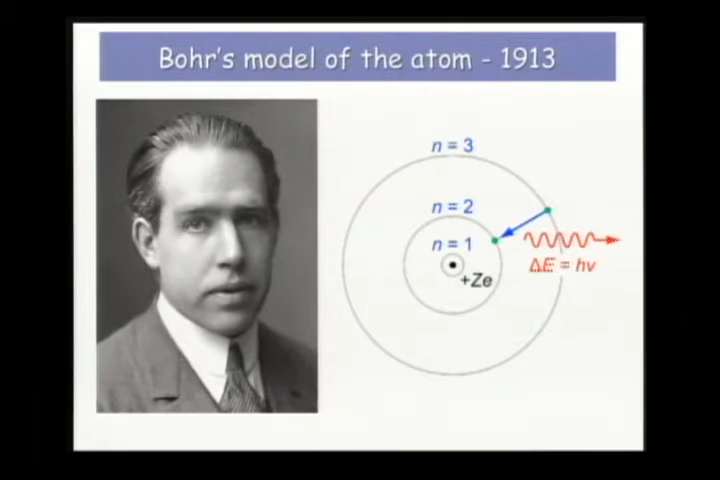 Bohr's model of the atom - 1913
n = 3
n = 2
n = 1
+Ze
ΔE = hν